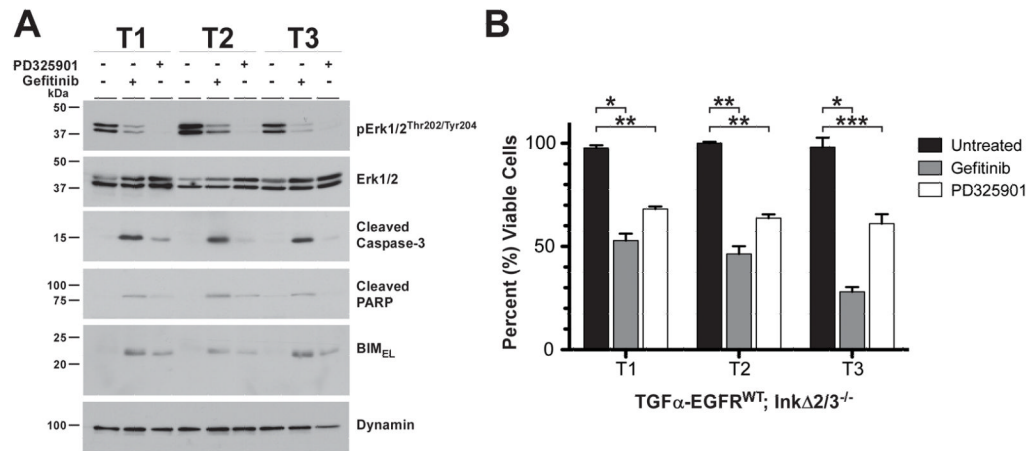 A
T1 T2 T3
PD325901 - - + - - + - - +
Gefitinib - + - - + - - + -
kDa
50
37
pErk1/2Thr202/Tyr204
50
37
Erk1/2
15
Cleaved
Caspase-3
100
75
Cleaved
PARP
25
20
BIMEL
100
Dynamin
B
Percent (%) Viable Cells
100
50
0
* ** ** ** * ***
T1 T2 T3
TGFα-EGFRWT; InkΔ2/3-/-
Untreated
Gefitinib
PD325901